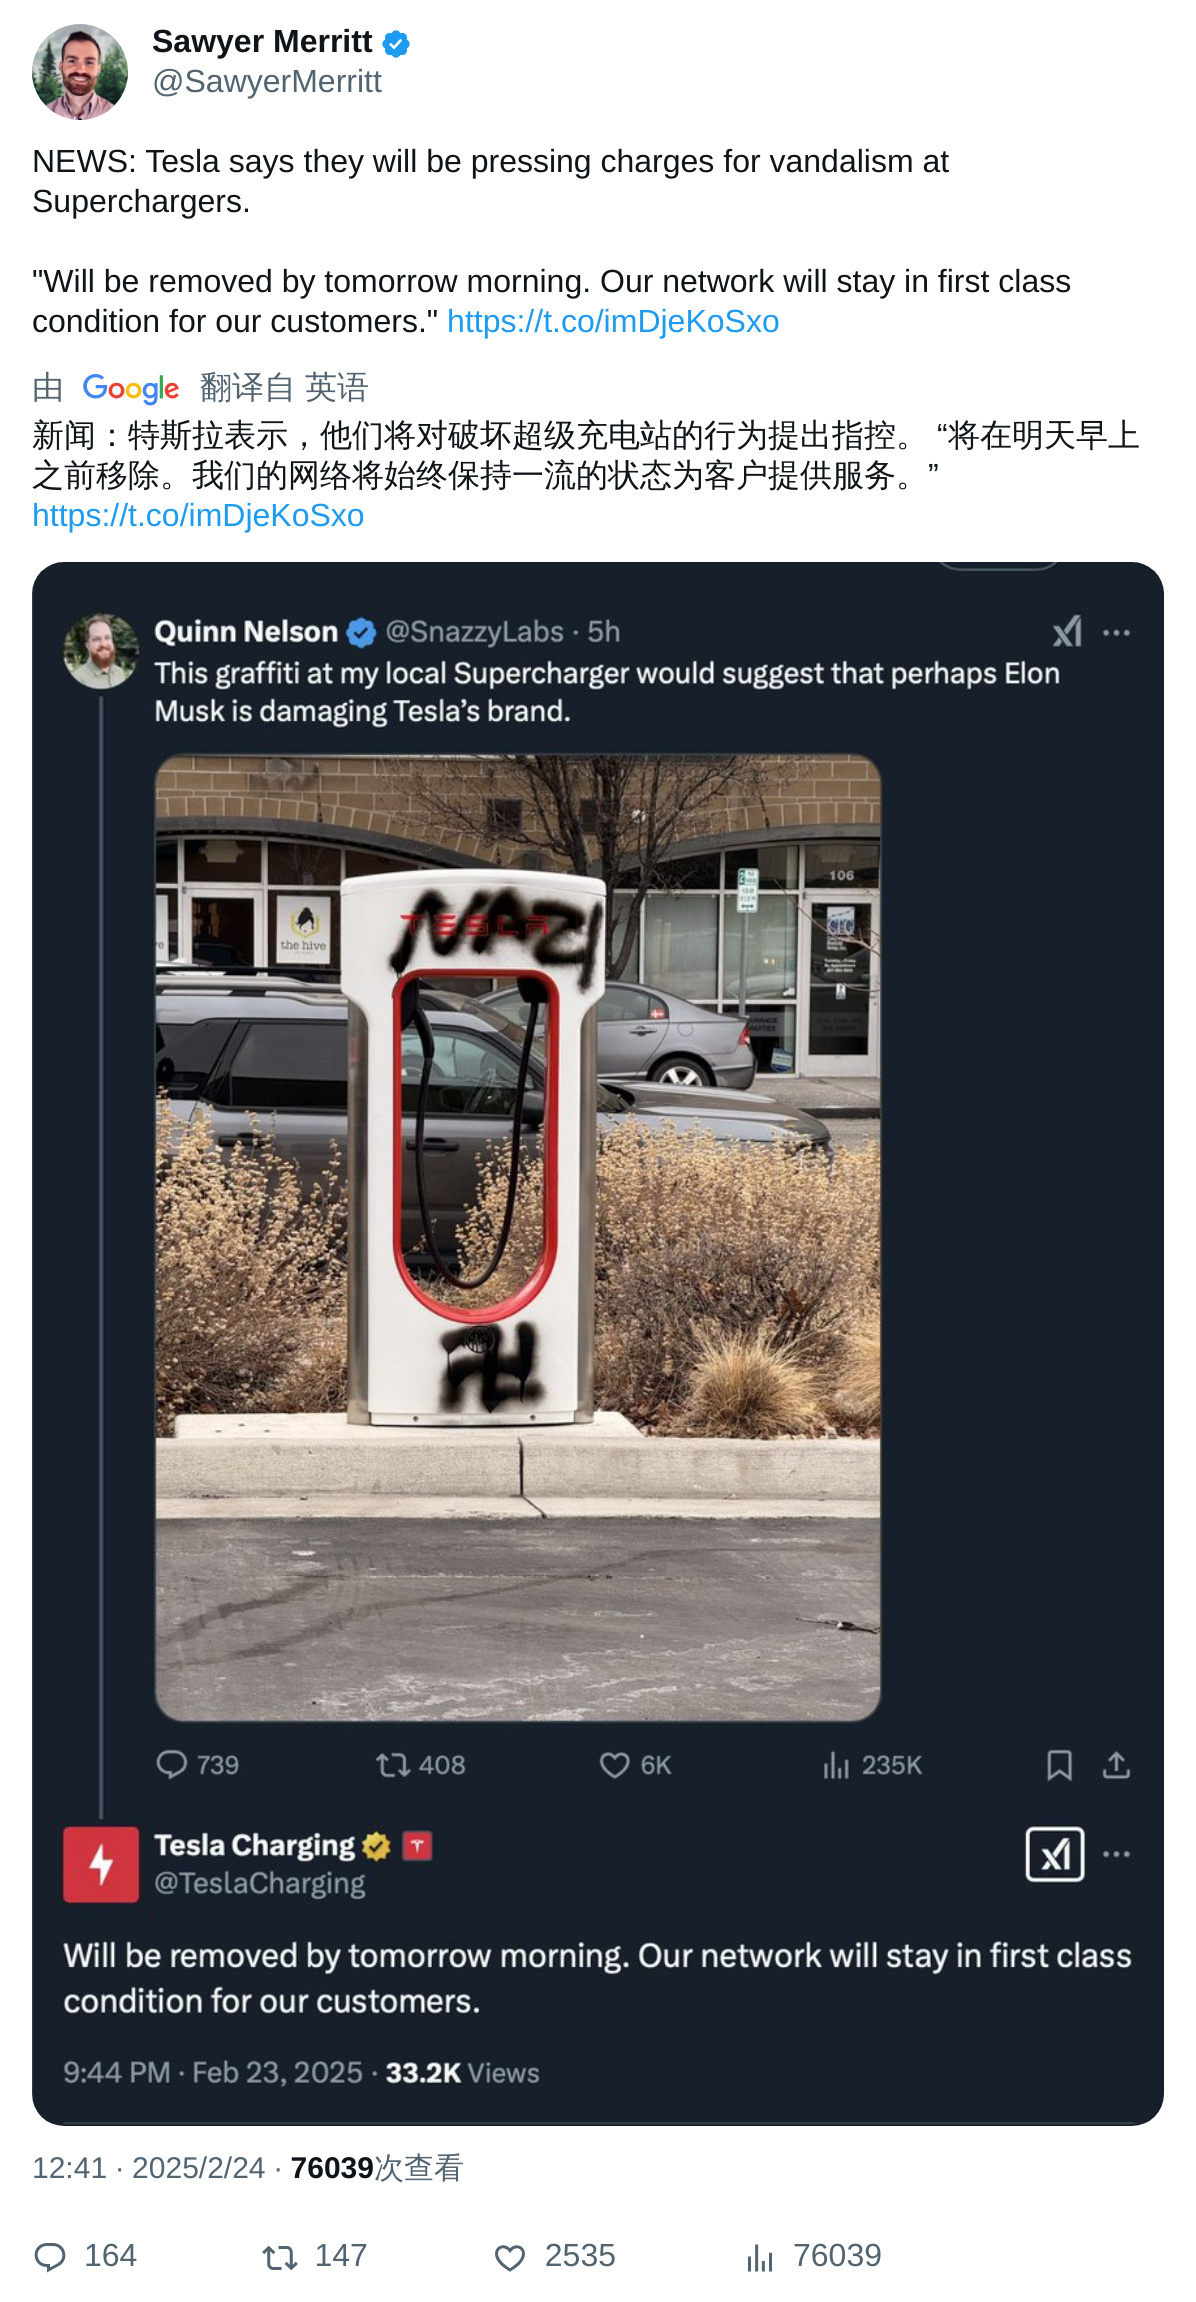 Sawyer Merritt
@SawyerMerritt
NEWS: Tesla says they will be pressing charges for vandalism at
Superchargers.
"Will be removed by tomorrow morning. Our network will stay in first class
condition for our customers." https://t.co/imDjeKoSxo
由 Google 翻译自 英语
新闻：特斯拉表示，他们将对破坏超级充电站的行为提出指控。 “将在明天早上
之前移除。我们的网络将始终保持一流的状态为客户提供服务。”
https://t.co/imDjeKoSxo
Quinn Nelson @SnazzyLabs · 5h
This graffiti at my local Supercharger would suggest that perhaps Elon
Musk is damaging Tesla’s brand.
106
the hive
NAZI
TESLA
739 408 6K 235K
Tesla Charging
@TeslaCharging
Will be removed by tomorrow morning. Our network will stay in first class
condition for our customers.
9:44 PM · Feb 23, 2025 · 33.2K Views
12:41 · 2025/2/24 · 76039次查看
164 147 2535 76039